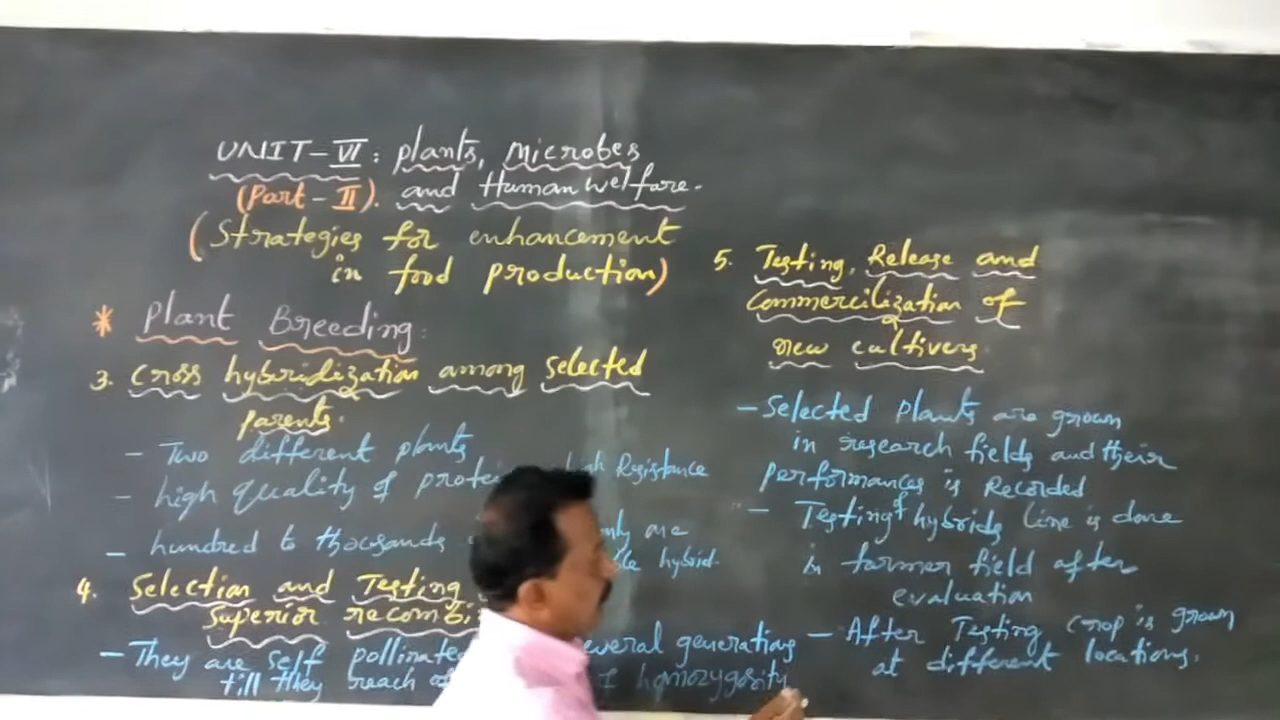 UNIT-VI: plants, Microbes
(Part-II). and Human welfare.
(Strategies for enhancement
in food production)
* Plant Breeding:
3. Cross hybridization among selected
parents.
- Two different plants
- high quality of protei Resistance
- hundred to thousands only are
hybrid.
4. Selection and Testing
Superior recombi
- They are self pollinate several generations
till they reach homozygosity
5. Testing, Release and
Commercilization of
new cultivers
- Selected plants are grown
in research fields and their
performances is Recorded
- Testing of hybrids line is done
in farmer field after
evaluation
- After Testing crop is grown
at different locations.